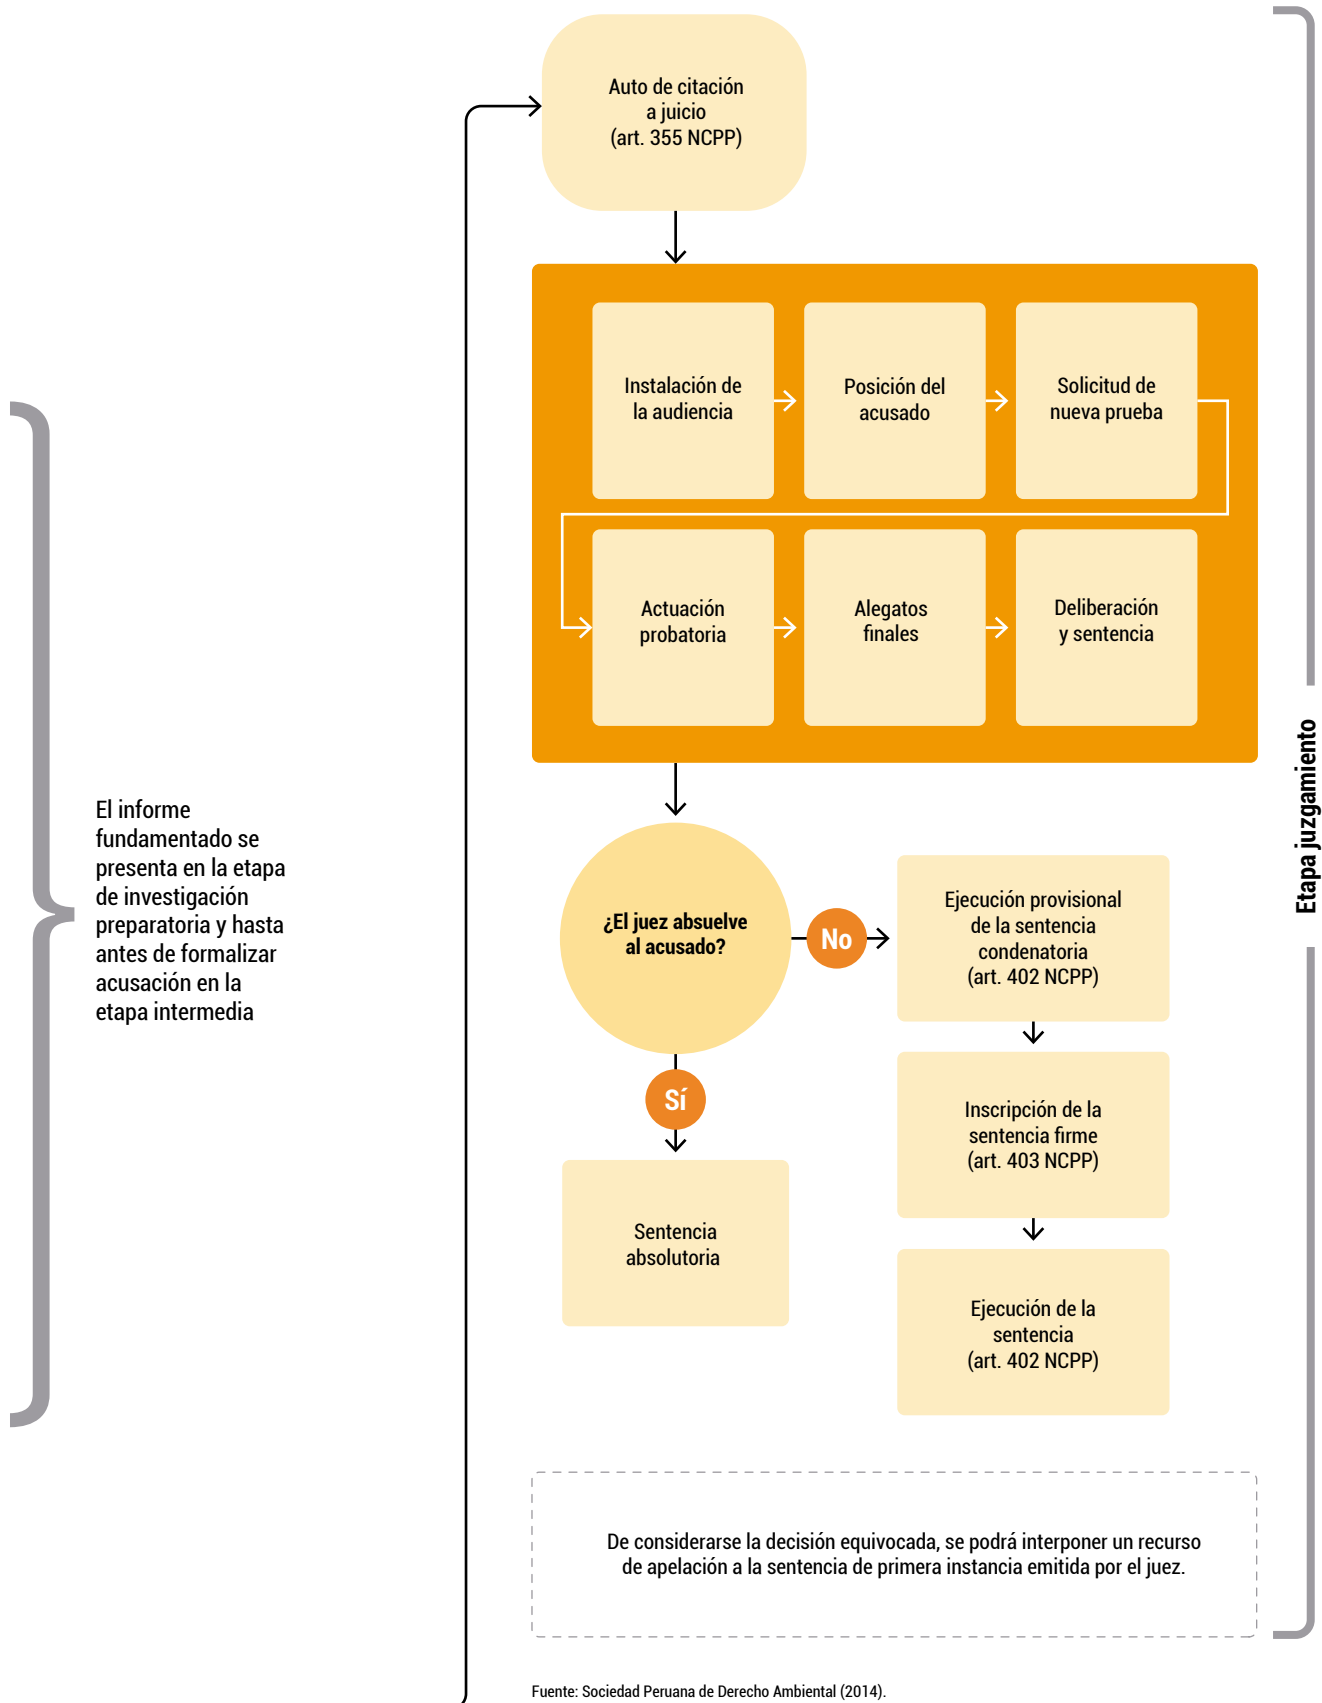 Auto de citación
a juicio
(art. 355 NCPP)
Instalación de
la audiencia
Posición del
acusado
Solicitud de
nueva prueba
Actuación
probatoria
Alegatos
finales
Deliberación
y sentencia
El informe
fundamentado se
presenta en la etapa
de investigación
preparatoria y hasta
antes de formalizar
acusación en la
etapa intermedia
¿El juez absuelve
al acusado?
No
Ejecución provisional
de la sentencia
condenatoria
(art. 402 NCPP)
Sí
Inscripción de la
sentencia firme
(art. 403 NCPP)
Sentencia
absolutoria
Ejecución de la
sentencia
(art. 402 NCPP)
Etapa juzgamiento
De considerarse la decisión equivocada, se podrá interponer un recurso
de apelación a la sentencia de primera instancia emitida por el juez.
Fuente: Sociedad Peruana de Derecho Ambiental (2014).